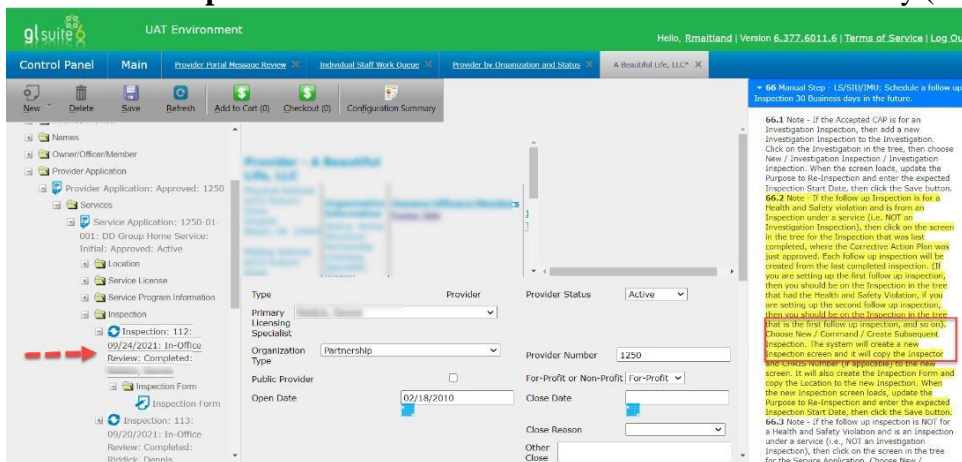 glsuite6
UAT Environment
Hello, Rmaitland | Version 6.377.6011.6 | Terms of Service | Log Ou
Control Panel
Main
Provider Portal Message Review
Individual Staff Work Queue
Provider by Organization and Status
A Beautiful Life, LLC*
New
Delete
Save
Refresh
Add to Cart (0)
Checkout (0)
Configuration Summary
Names
Owner/Officer/Member
Provider Application
Provider Application: Approved: 1250
Services
Service Application: 1250-01-
001: DD Group Home Service:
Initial: Approved: Active
Location
Service License
Service Program Information
Inspection
Inspection: 112:
09/24/2021: In-Office
Review: Completed:
Inspection Form
Inspection Form
Inspection: 113:
09/20/2021: In-Office
Review: Completed:
Riddick, Dennis
Provider - A Beautiful
Life, LLC
Type
Provider
Provider Status
Active
Primary
Licensing
Specialist
Organization
Type
Partnership
Provider Number
1250
Public Provider
For-Profit or Non-Profit
For-Profit
Open Date
02/18/2010
Close Date
Close Reason
Other
Close
66 Manual Step - LS/SIU/IMU: Schedule a follow up
Inspection 30 Business days in the future.
66.1 Note - If the Accepted CAP is for an
Investigation Inspection, then add a new
Investigation Inspection to the Investigation.
Click on the Investigation in the tree, then choose
New / Investigation Inspection / Investigation
Inspection. When the screen loads, update the
Purpose to Re-Inspection and enter the expected
Inspection Start Date, then click the Save button.
66.2 Note - If the follow up Inspection is for a
Health and Safety violation and is from an
Inspection under a service (i.e. NOT an
Investigation Inspection), then click on the screen
in the tree for the Inspection that was last
completed, where the Corrective Action Plan was
just approved. Each follow up inspection will be
created from the last completed inspection. (If
you are setting up the first follow up inspection,
then you should be on the Inspection in the tree
that had the Health and Safety Violation, if you
are setting up the second follow up inspection,
then you should be on the Inspection in the tree
that is the first follow up inspection, and so on).
Choose New / Command / Create Subsequent
Inspection. The system will create a new
inspection screen and it will copy the Inspector
and CHRIS Number (if applicable) to the new
screen. It will also create the Inspection Form and
copy the Location to the new inspection. When
the new inspection screen loads, update the
Purpose to Re-Inspection and enter the expected
Inspection Start Date, then click the Save button.
66.3 Note - If the follow up inspection is NOT for
a Health and Safety Violation and is an Inspection
under a service (i.e., NOT an Investigation
Inspection), then click on the screen in the tree
for the Service Application. Choose New /